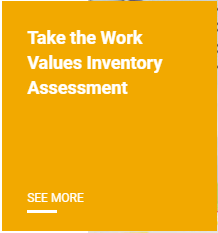 Take the Work
Values Inventory
Assessment
SEE MORE